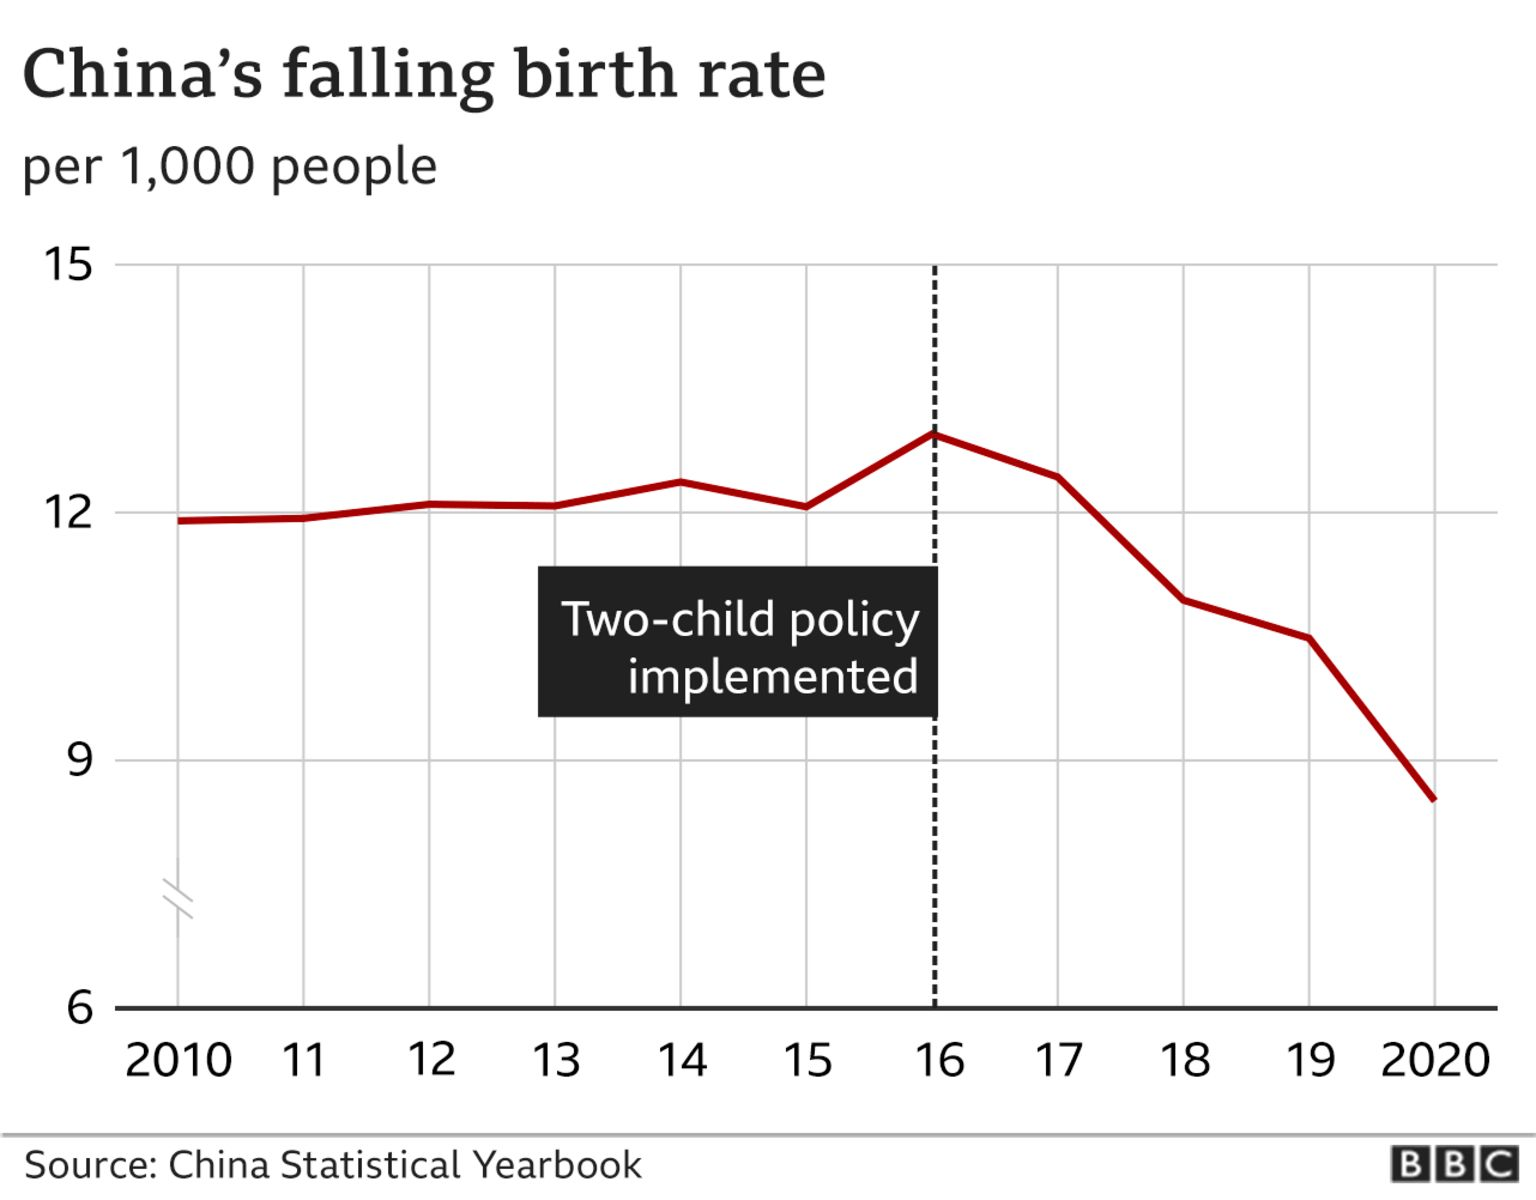 China’s falling birth rate
per 1,000 people
15
12
9
6
Two-child policy
implemented
2010 11 12 13 14 15 16 17 18 19 2020
Source: China Statistical Yearbook
BBC